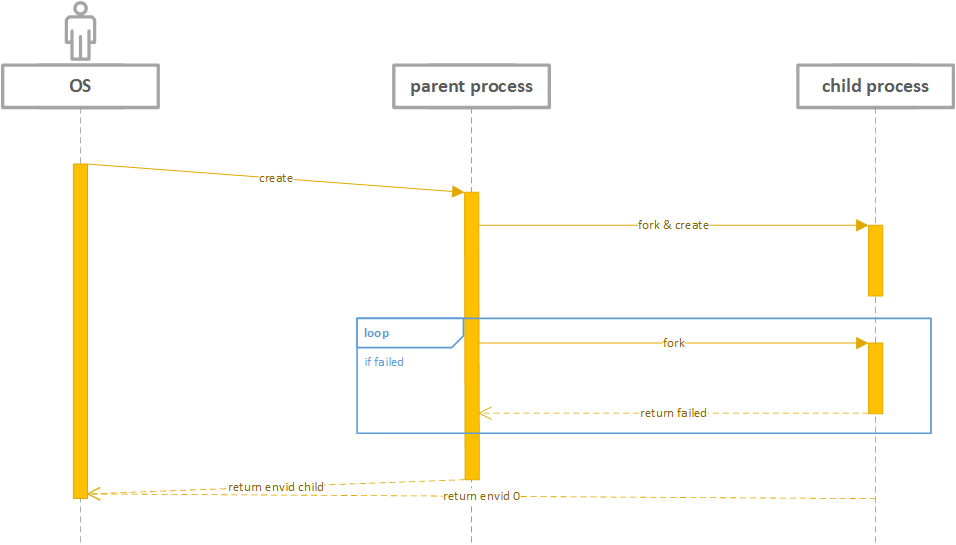 OS
parent process
child process
create
fork & create
loop
fork
if failed
return failed
return envid child
return envid 0